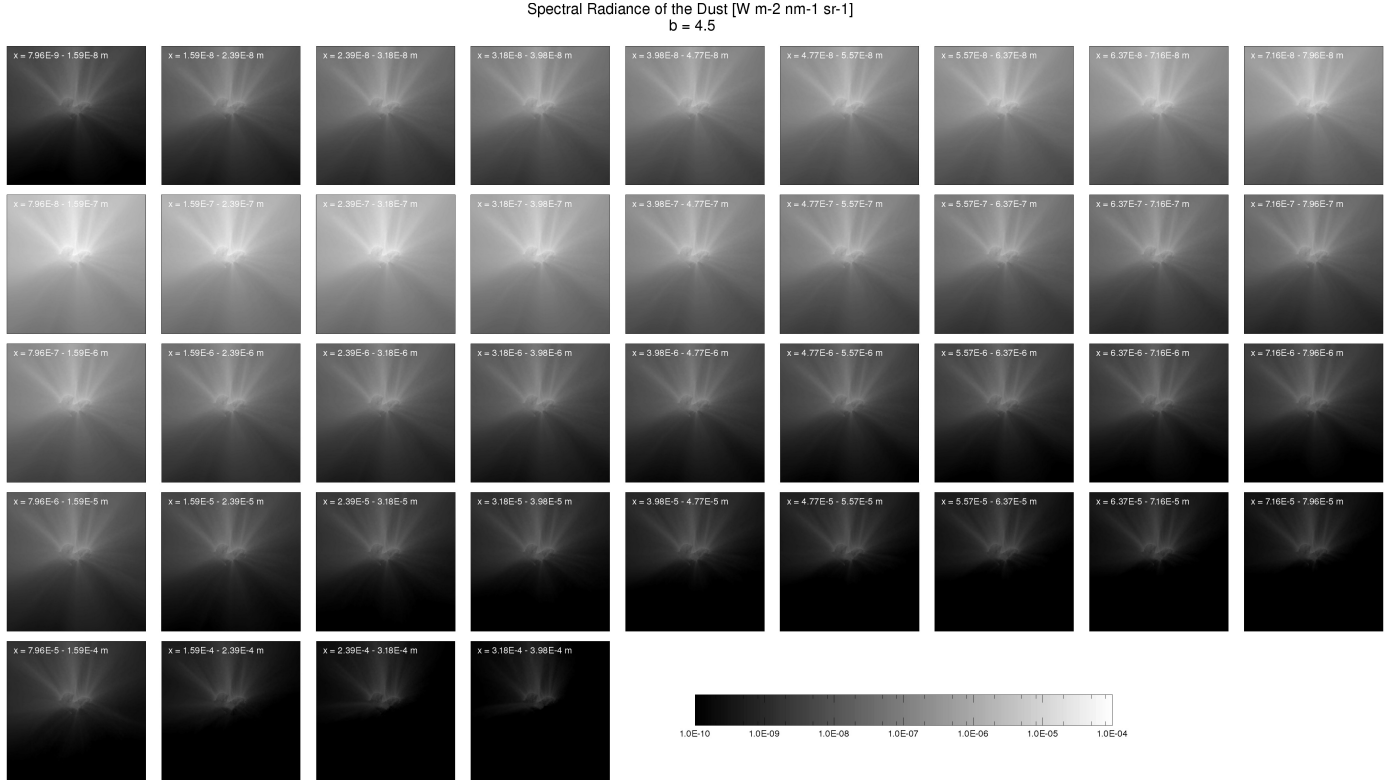 Spectral Radiance of the Dust [W m-2 nm-1 sr-1]
b = 4.5
x = 7.96E-9 - 1.59E-8 m
x = 1.59E-8 - 2.39E-8 m
x = 2.39E-8 - 3.18E-8 m
x = 3.18E-8 - 3.98E-8 m
x = 3.98E-8 - 4.77E-8 m
x = 4.77E-8 - 5.57E-8 m
x = 5.57E-8 - 6.37E-8 m
x = 6.37E-8 - 7.16E-8 m
x = 7.16E-8 - 7.96E-8 m
x = 7.96E-8 - 1.59E-7 m
x = 1.59E-7 - 2.39E-7 m
x = 2.39E-7 - 3.18E-7 m
x = 3.18E-7 - 3.98E-7 m
x = 3.98E-7 - 4.77E-7 m
x = 4.77E-7 - 5.57E-7 m
x = 5.57E-7 - 6.37E-7 m
x = 6.37E-7 - 7.16E-7 m
x = 7.16E-7 - 7.96E-7 m
x = 7.96E-7 - 1.59E-6 m
x = 1.59E-6 - 2.39E-6 m
x = 2.39E-6 - 3.18E-6 m
x = 3.18E-6 - 3.98E-6 m
x = 3.98E-6 - 4.77E-6 m
x = 4.77E-6 - 5.57E-6 m
x = 5.57E-6 - 6.37E-6 m
x = 6.37E-6 - 7.16E-6 m
x = 7.16E-6 - 7.96E-6 m
x = 7.96E-6 - 1.59E-5 m
x = 1.59E-5 - 2.39E-5 m
x = 2.39E-5 - 3.18E-5 m
x = 3.18E-5 - 3.98E-5 m
x = 3.98E-5 - 4.77E-5 m
x = 4.77E-5 - 5.57E-5 m
x = 5.57E-5 - 6.37E-5 m
x = 6.37E-5 - 7.16E-5 m
x = 7.16E-5 - 7.96E-5 m
x = 7.96E-5 - 1.59E-4 m
x = 1.59E-4 - 2.39E-4 m
x = 2.39E-4 - 3.18E-4 m
x = 3.18E-4 - 3.98E-4 m
1.0E-10 1.0E-09 1.0E-08 1.0E-07 1.0E-06 1.0E-05 1.0E-04